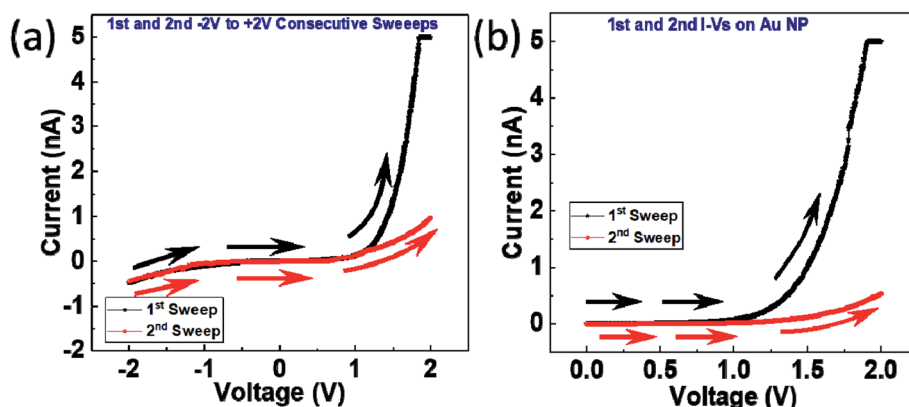 (a)
1st and 2nd -2V to +2V Consecutive Sweeeps
Current (nA)
5
4
3
2
1
0
-1
-2
1st Sweep
2nd Sweep
-2
-1
0
1
2
Voltage (V)
(b)
1st and 2nd I-Vs on Au NP
Current (nA)
5
4
3
2
1
0
1st Sweep
2nd Sweep
0.0
0.5
1.0
1.5
2.0
Voltage (V)